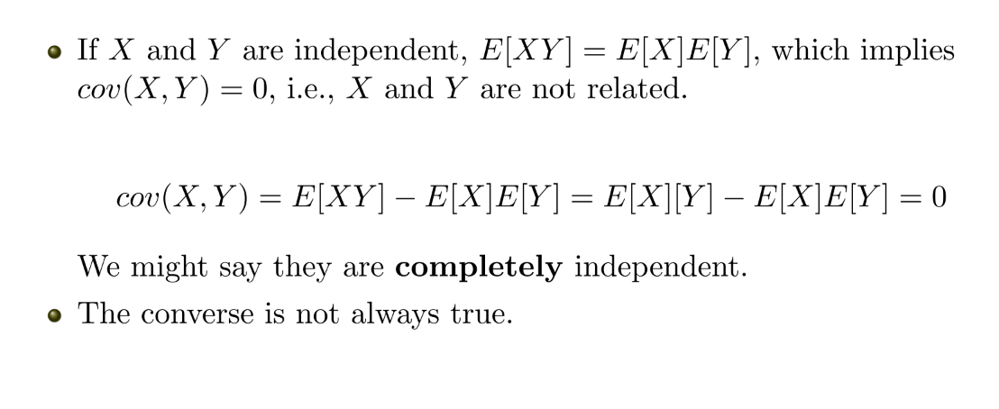 If X and Y are independent, E[XY] = E[X]E[Y], which implies
cov(X, Y) = 0, i.e., X and Y are not related.
cov(X, Y) = E[XY] − E[X]E[Y] = E[X][Y] − E[X]E[Y] = 0
We might say they are completely independent.
The converse is not always true.